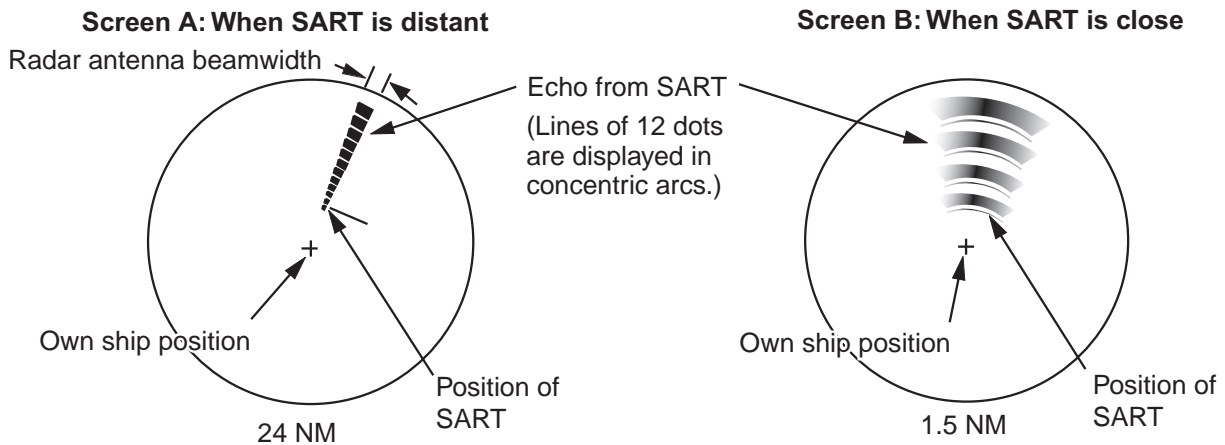 Screen A: When SART is distant
Radar antenna beamwidth
Own ship position
Position of
SART
24 NM
Echo from SART
(Lines of 12 dots
are displayed in
concentric arcs.)
Screen B: When SART is close
Own ship position
Position of
SART
1.5 NM